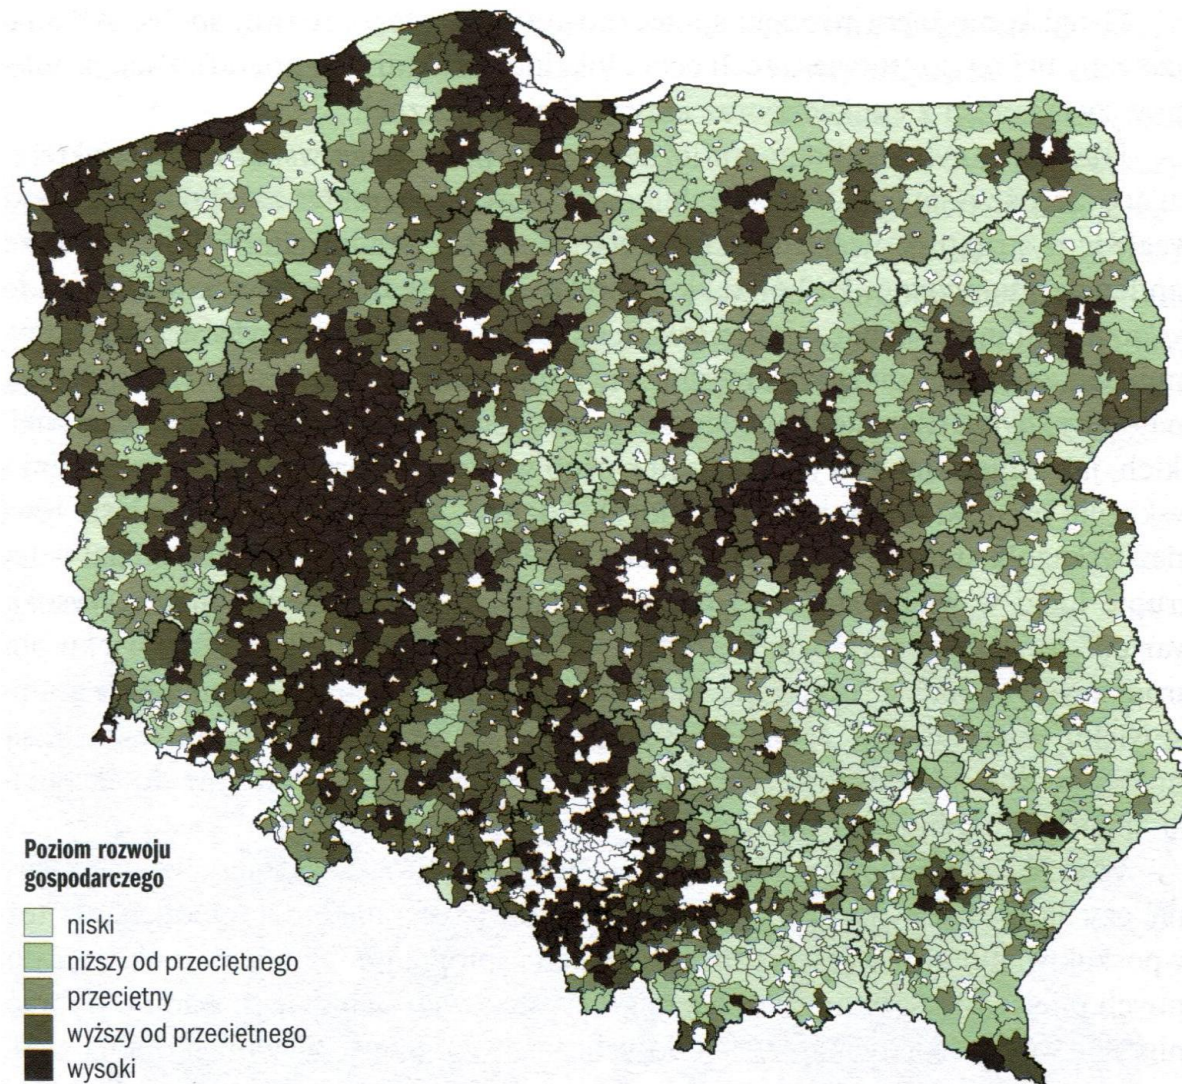 Poziom rozwoju
gospodarczego
niski
niższy od przeciętnego
przeciętny
wyższy od przeciętnego
wysoki